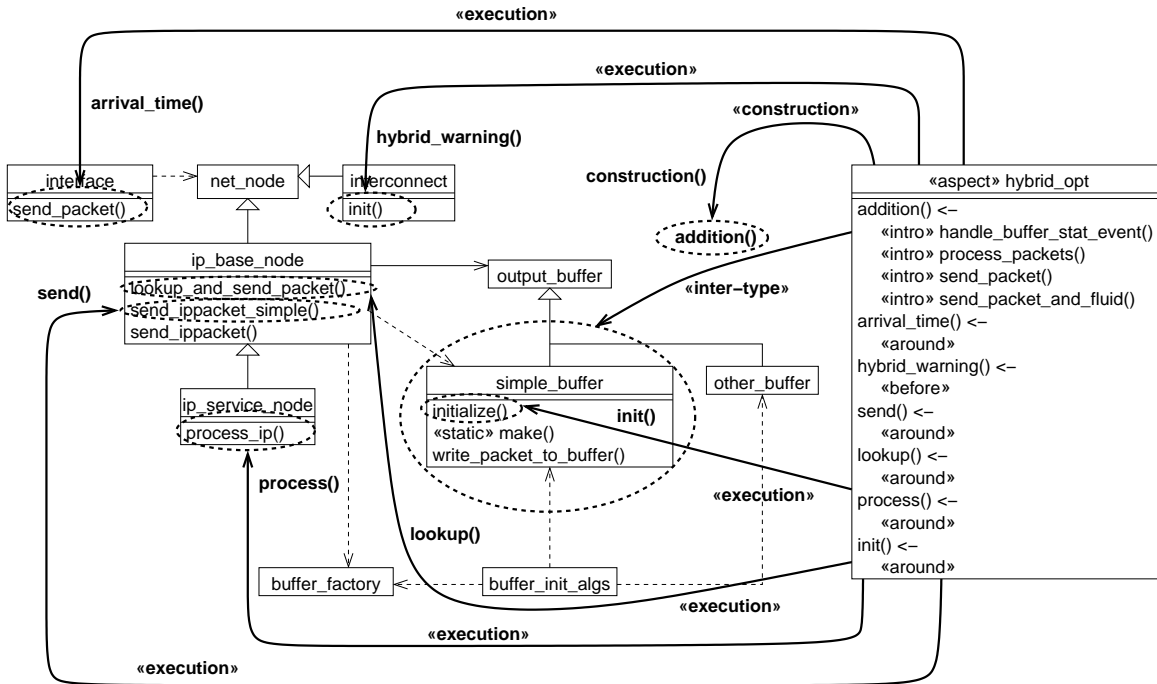 «execution»
«execution»
arrival_time()
«construction»
hybrid_warning()
interface
send_packet()
net_node
interconnect
init()
construction()
addition()
«aspect» hybrid_opt
addition() <−
«intro» handle_buffer_stat_event()
«intro» process_packets()
«intro» send_packet()
«intro» send_packet_and_fluid()
arrival_time() <−
«around»
hybrid_warning() <−
«before»
send() <−
«around»
lookup() <−
«around»
process() <−
«around»
init() <−
«around»
ip_base_node
lookup_and_send_packet()
send_ippacket_simple()
send_ippacket()
send()
output_buffer
«inter−type»
simple_buffer
initialize()
«static» make()
write_packet_to_buffer()
other_buffer
init()
ip_service_node
process_ip()
process()
«execution»
lookup()
buffer_factory
buffer_init_algs
«execution»
«execution»
«execution»